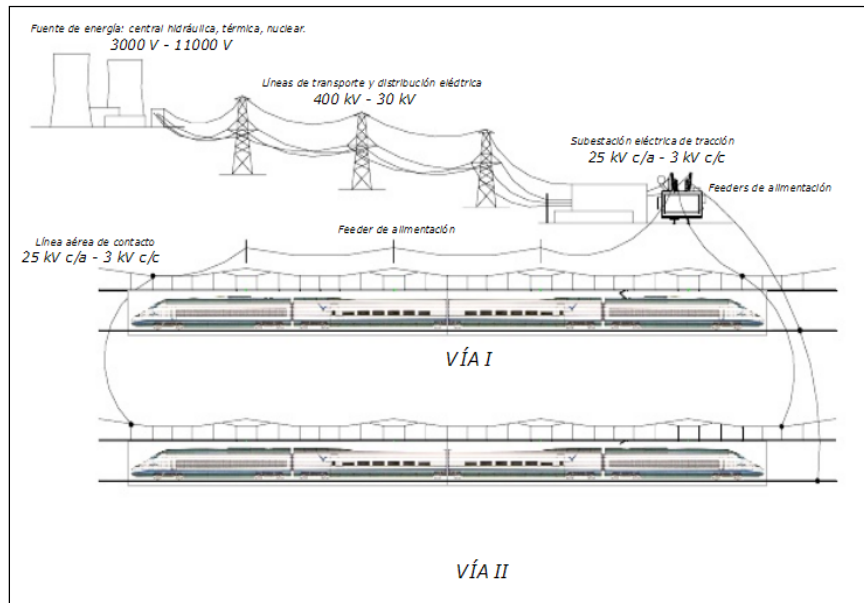 Fuente de energía: central hidráulica, térmica, nuclear.
3000 V - 11000 V
Líneas de transporte y distribución eléctrica
400 kV - 30 kV
Subestación eléctrica de tracción
25 kV c/a - 3 kV c/c
Feeders de alimentación
Feeder de alimentación
Línea aérea de contacto
25 kV c/a - 3 kV c/c
VÍA I
VÍA II